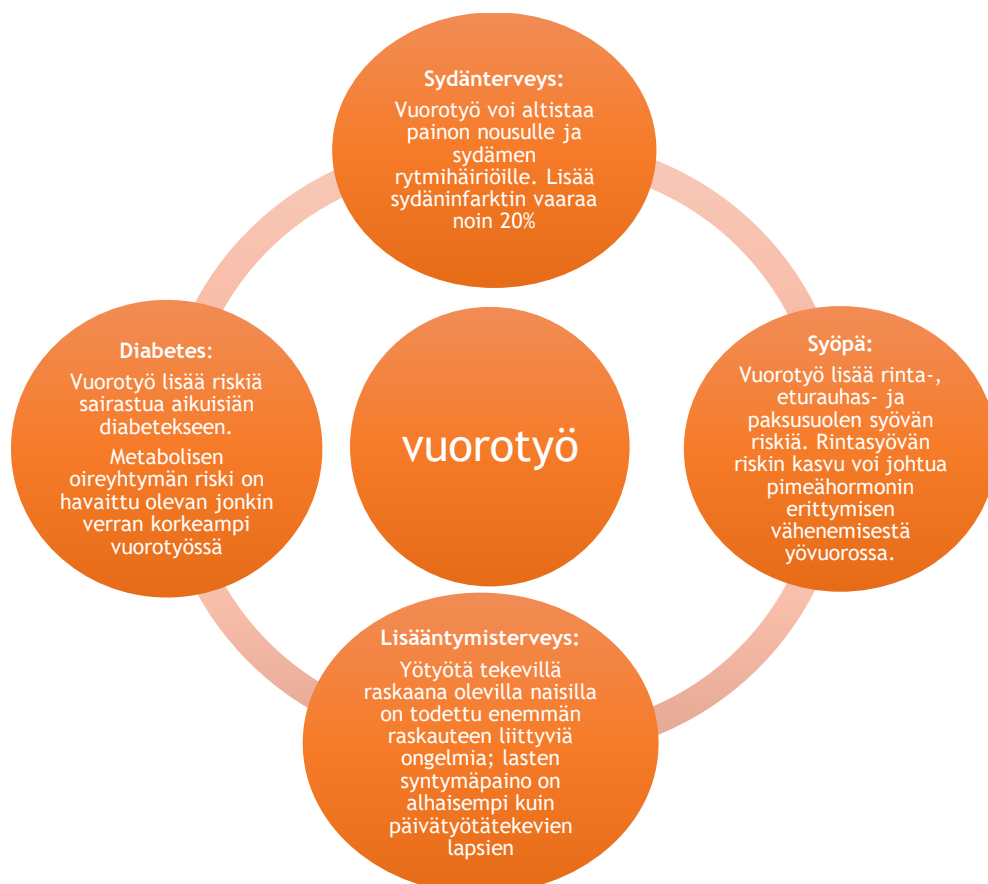 Sydänterveys:
Vuorotyö voi altistaa
painon nousulle ja
sydämen
rytmihäiriöille. Lisää
sydäninfarktin vaaraa
noin 20%
Diabetes:
Vuorotyö lisää riskiä
sairastua aikuisiän
diabetekseen.
Metabolisen
oireyhtymän riski on
havaittu olevan jonkin
verran korkeampi
vuorotyössä
vuorotyö
Syöpä:
Vuorotyö lisää rinta-,
eturauhas- ja
paksusuolen syövän
riskiä. Rintasyövän
riskin kasvu voi johtua
pimeähormonin
erittymisen
vähenemisestä
yövuorossa.
Lisääntymisterveys:
Yötyötä tekevillä
raskaana olevilla naisilla
on todettu enemmän
raskauteen liittyviä
ongelmia; lasten
syntymäpaino on
alhaisempi kuin
päivätyötätekevien
lapsien